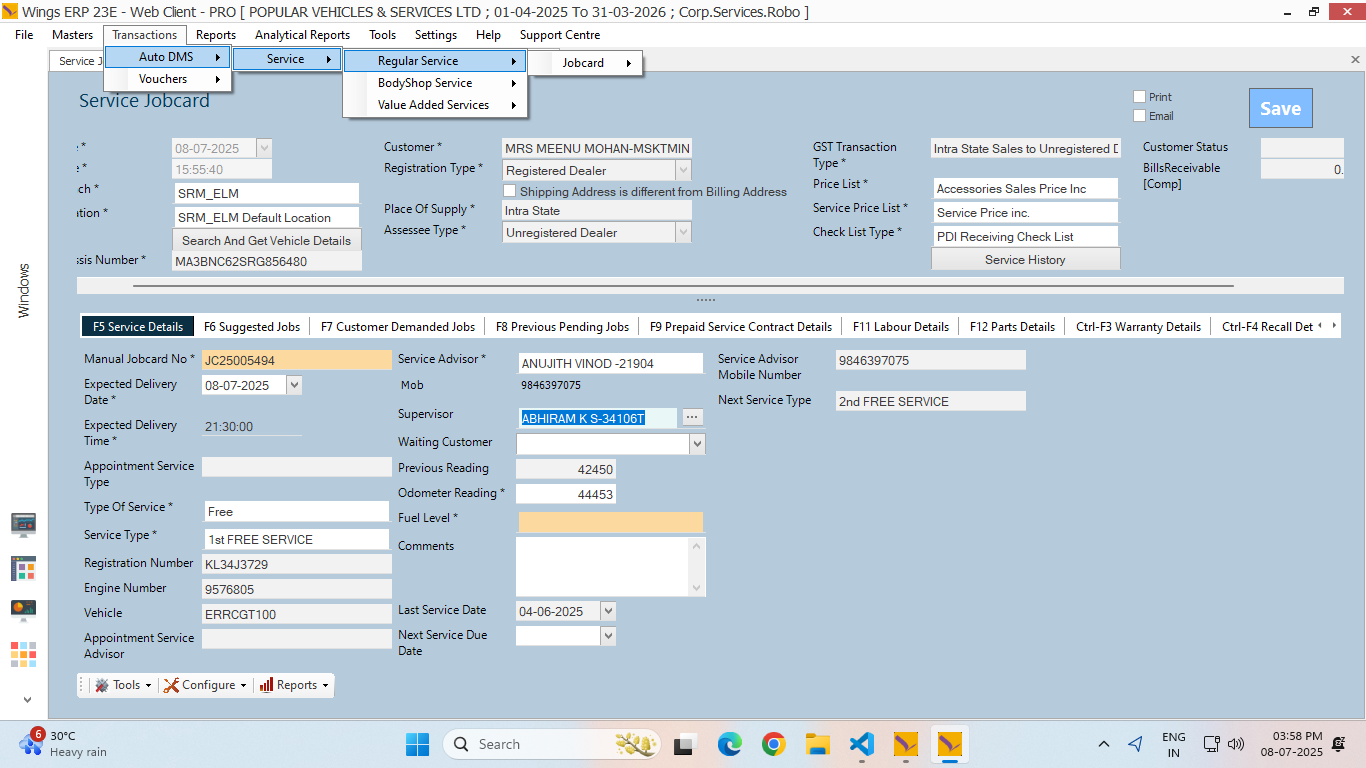 Wings ERP 23E - Web Client - PRO [ POPULAR VEHICLES & SERVICES LTD ; 01-04-2025 To 31-03-2026 ; Corp.Services.Robo ]
File Masters Transactions Reports Analytical Reports Tools Settings Help Support Centre
Service J
Auto DMS
Vouchers
Service
Regular Service
BodyShop Service
Value Added Services
Jobcard
Service Jobcard
Print
Email
Save
e *
08-07-2025
e *
15:55:40
ch *
SRM_ELM
ation *
SRM_ELM Default Location
Search And Get Vehicle Details
ssis Number *
MA3BNC62SRG856480
Customer *
MRS MEENU MOHAN-MSKTMIN
Registration Type *
Registered Dealer
Shipping Address is different from Billing Address
Place Of Supply *
Intra State
Assessee Type *
Unregistered Dealer
GST Transaction
Type *
Intra State Sales to Unregistered D
Price List *
Accessories Sales Price Inc
Service Price List *
Service Price inc.
Check List Type *
PDI Receiving Check List
Service History
Customer Status
BillsReceivable
[Comp]
0.
Windows
F5 Service Details F6 Suggested Jobs F7 Customer Demanded Jobs F8 Previous Pending Jobs F9 Prepaid Service Contract Details F11 Labour Details F12 Parts Details Ctrl-F3 Warranty Details Ctrl-F4 Recall Det
Manual Jobcard No *
JC25005494
Expected Delivery
Date *
08-07-2025
Expected Delivery
Time *
21:30:00
Appointment Service
Type
Type Of Service *
Free
Service Type *
1st FREE SERVICE
Registration Number
KL34J3729
Engine Number
9576805
Vehicle
ERRCGT100
Appointment Service
Advisor
Service Advisor *
ANUJITH VINOD -21904
Mob
9846397075
Supervisor
ABHIRAM K S-34106T
...
Waiting Customer
Previous Reading
42450
Odometer Reading *
44453
Fuel Level *
Comments
Last Service Date
04-06-2025
Next Service Due
Date
Service Advisor
Mobile Number
9846397075
Next Service Type
2nd FREE SERVICE
Tools Configure Reports
6
30°C
Heavy rain
Search
ENG
IN
03:58 PM
08-07-2025